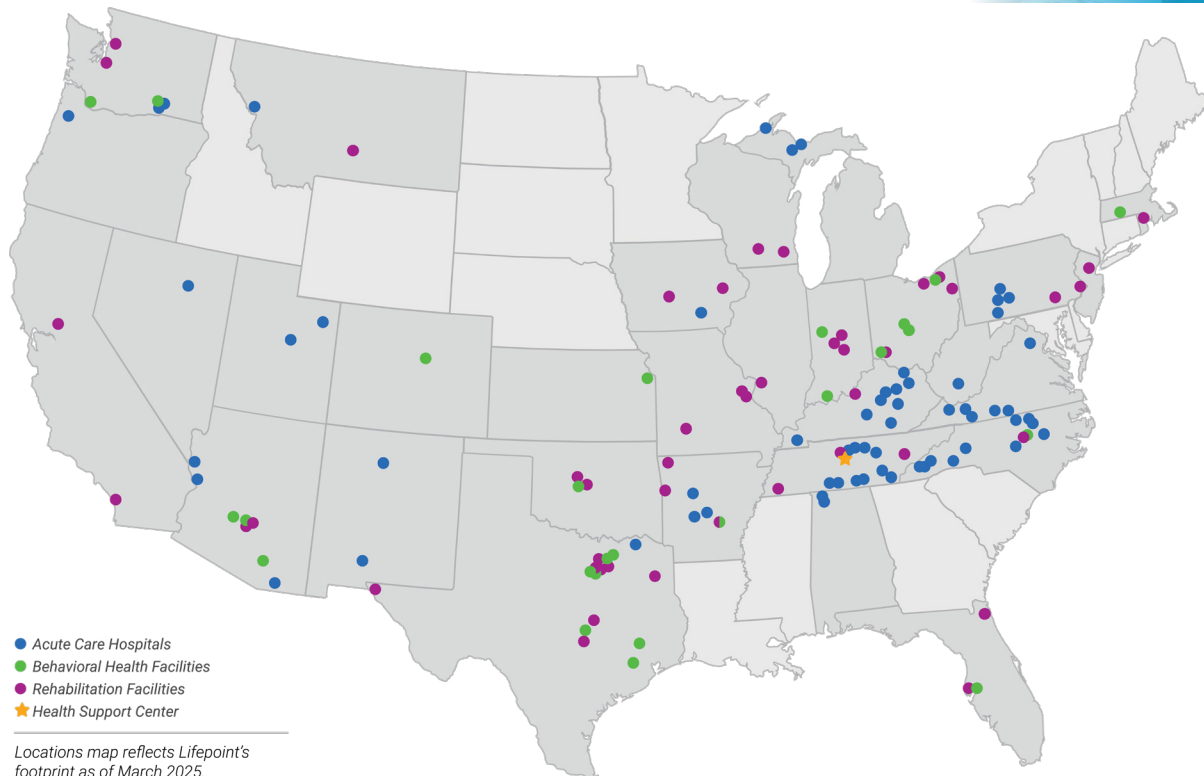 Acute Care Hospitals
Behavioral Health Facilities
Rehabilitation Facilities
Health Support Center
Locations map reflects Lifepoint's
footprint as of March 2025